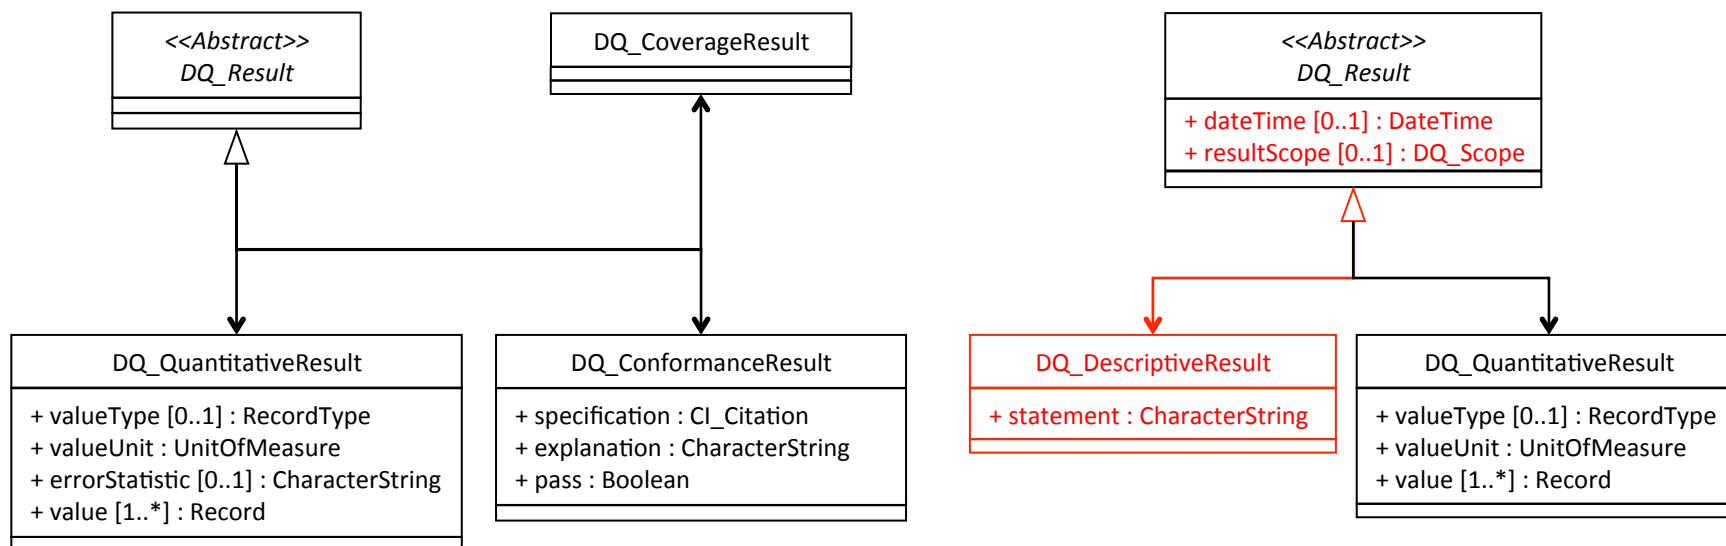 <<Abstract>>
DQ_Result
DQ_CoverageResult
DQ_QuantitativeResult
+ valueType [0..1] : RecordType
+ valueUnit : UnitOfMeasure
+ errorStatistic [0..1] : CharacterString
+ value [1..*] : Record
DQ_ConformanceResult
+ specification : CI_Citation
+ explanation : CharacterString
+ pass : Boolean
<<Abstract>>
DQ_Result
+ dateTime [0..1] : DateTime
+ resultScope [0..1] : DQ_Scope
DQ_DescriptiveResult
+ statement : CharacterString
DQ_QuantitativeResult
+ valueType [0..1] : RecordType
+ valueUnit : UnitOfMeasure
+ value [1..*] : Record